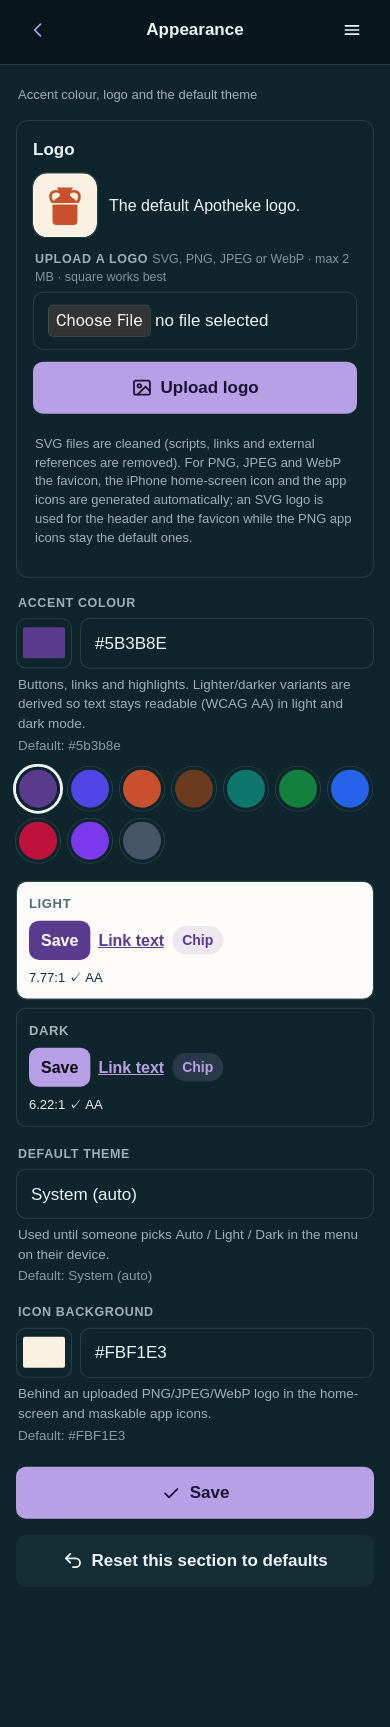 Appearance
Accent colour, logo and the default theme
Logo
The default Apotheke logo.
UPLOAD A LOGO SVG, PNG, JPEG or WebP · max 2
MB · square works best
Choose File no file selected
Upload logo
SVG files are cleaned (scripts, links and external
references are removed). For PNG, JPEG and WebP
the favicon, the iPhone home-screen icon and the app
icons are generated automatically; an SVG logo is
used for the header and the favicon while the PNG app
icons stay the default ones.
ACCENT COLOUR
#5B3B8E
Buttons, links and highlights. Lighter/darker variants are
derived so text stays readable (WCAG AA) in light and
dark mode.
Default: #5b3b8e
LIGHT
Save Link text Chip
7.77:1 ✓ AA
DARK
Save Link text Chip
6.22:1 ✓ AA
DEFAULT THEME
System (auto)
Used until someone picks Auto / Light / Dark in the menu
on their device.
Default: System (auto)
ICON BACKGROUND
#FBF1E3
Behind an uploaded PNG/JPEG/WebP logo in the home-
screen and maskable app icons.
Default: #FBF1E3
Save
Reset this section to defaults